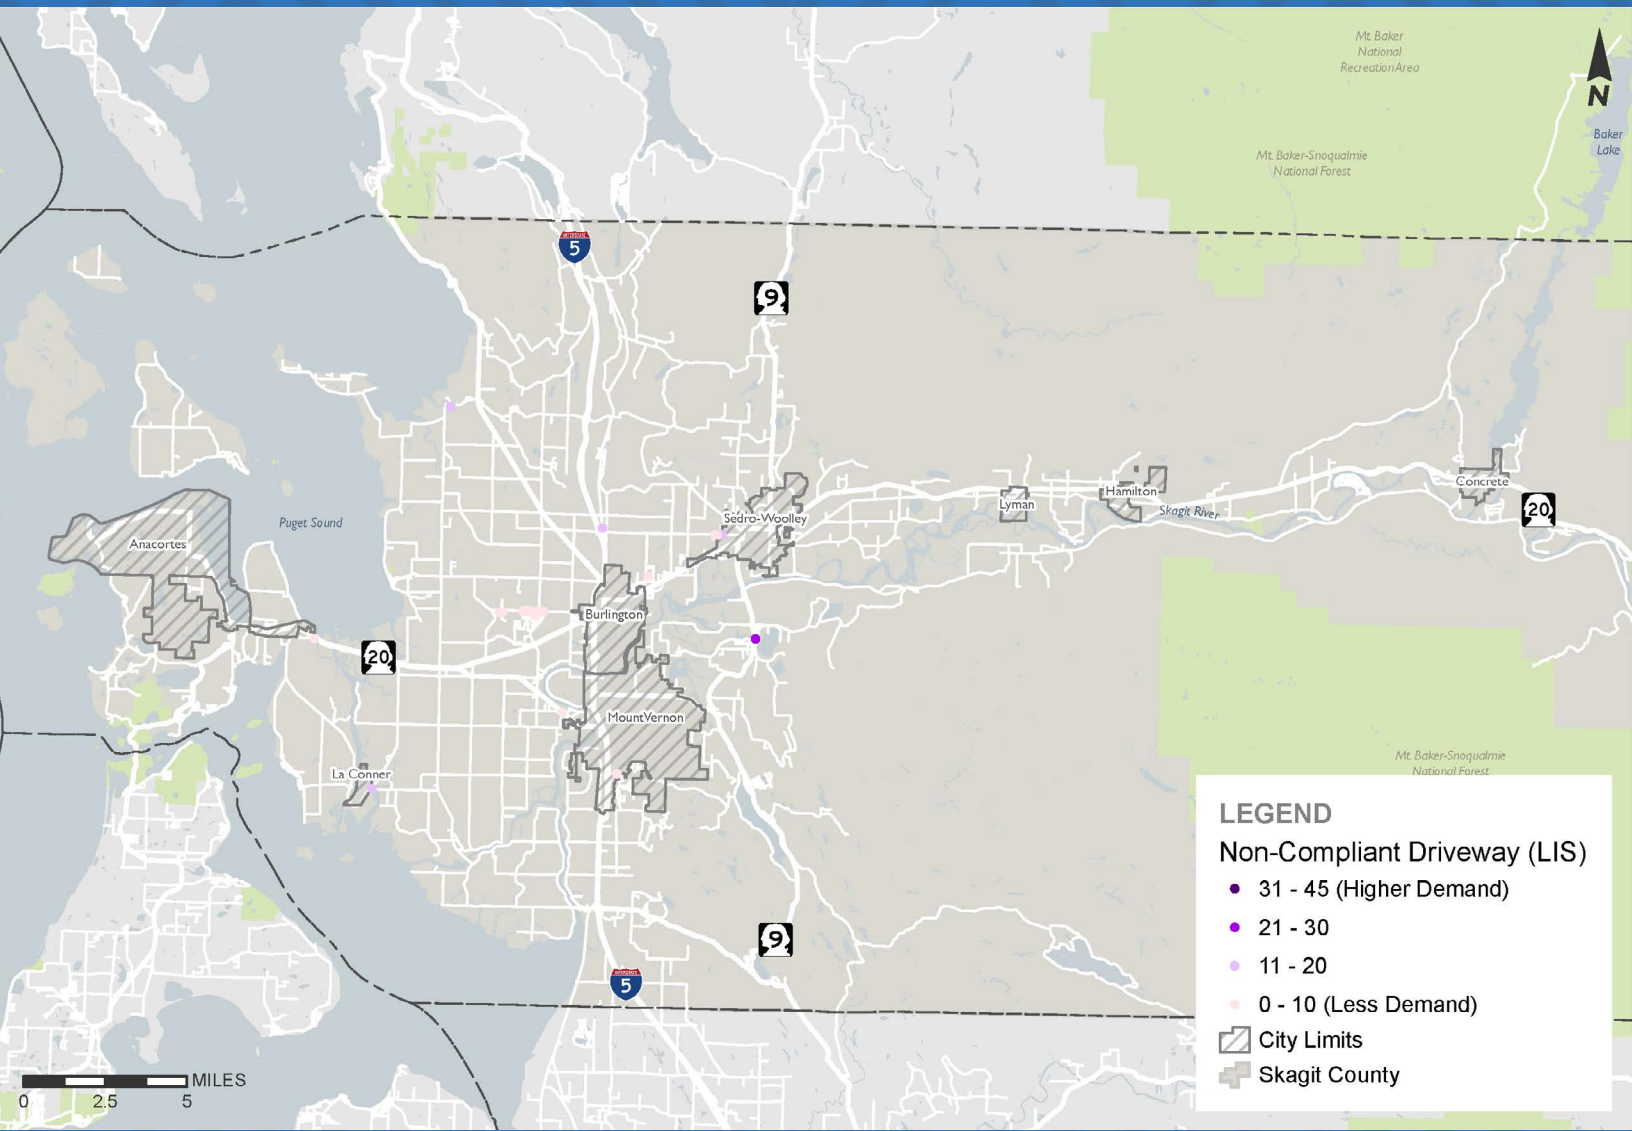 Mt. Baker
National
Recreation Area
N
Baker
Lake
Mt. Baker-Snoqualmie
National Forest
INTERSTATE
5
9
Sedro-Woolley
Lyman
Hamilton
Skagit River
Concrete
20
Puget Sound
Anacortes
Burlington
20
Mount Vernon
La Conner
Mt. Baker-Snoqualmie
National Forest
9
INTERSTATE
5
LEGEND
Non-Compliant Driveway (LIS)
31 - 45 (Higher Demand)
21 - 30
11 - 20
0 - 10 (Less Demand)
City Limits
Skagit County
MILES
0 2.5 5